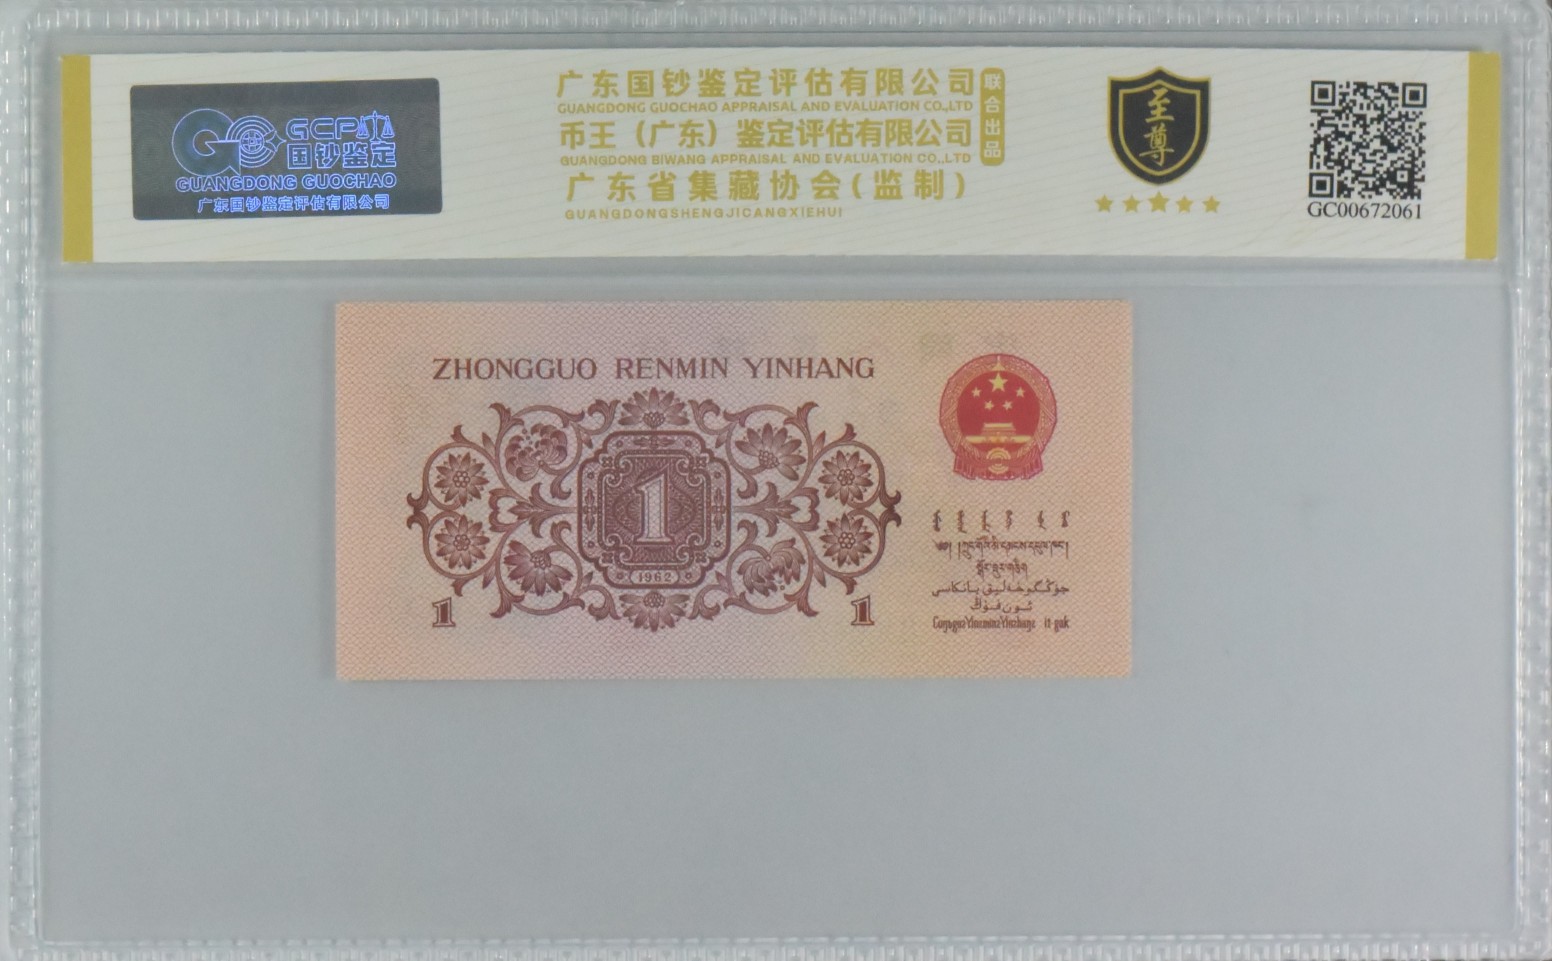 GCP
国钞鉴定
GUANGDONG GUOCHAO
广东国钞鉴定评估有限公司
广东国钞鉴定评估有限公司
GUANGDONG GUOCHAO APPRAISAL AND EVALUATION CO.,LTD
币王（广东）鉴定评估有限公司
GUANGDONG BIWANG APPRAISAL AND EVALUATION CO.,LTD
广东省集藏协会(监制)
GUANGDONGSHENGJICANGXIEHUI
联合出品
至尊
GC00672061
ZHONGGUO RENMIN YINHANG
1
1962
1
1